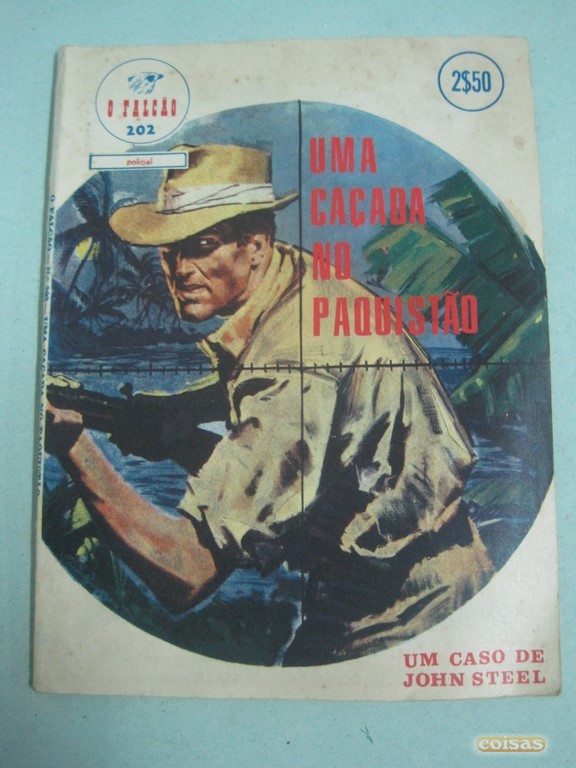 O FALCÃO
202
policial
2$50
UMA
CAÇADA
NO
PAQUISTÃO
UM CASO DE
JOHN STEEL
coisas